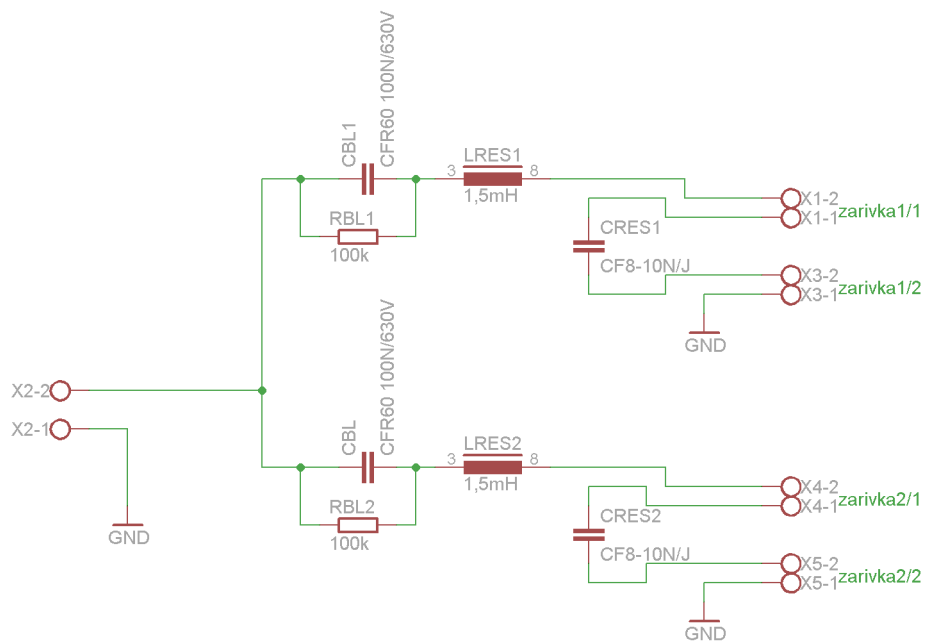 CBL1
CFR60 100N/630V
LRES1
3
8
1,5mH
RBL1
100k
X1-2
X1-1
zarivka1/1
CRES1
CF8-10N/J
X3-2
X3-1
zarivka1/2
GND
X2-2
X2-1
GND
CBL
CFR60 100N/630V
LRES2
3
8
1,5mH
RBL2
100k
X4-2
X4-1
zarivka2/1
CRES2
CF8-10N/J
X5-2
X5-1
zarivka2/2
GND